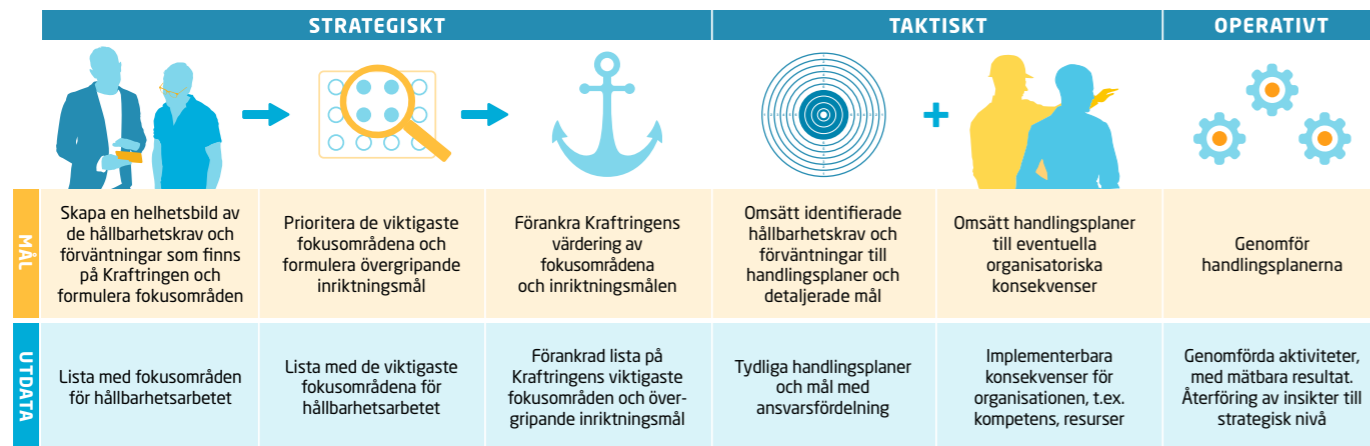 STRATEGISKT
TAKTISKT
OPERATIVT
MÅL
Skapa en helhetsbild av
de hållbarhetskrav och
förväntningar som finns
på Kraftringen och
formulera fokusområden
Prioritera de viktigaste
fokusområdena och
formulera övergripande
inriktningsmål
Förankra Kraftringens
värdering av
fokusområdena
och inriktningsmålen
Omsätt identifierade
hållbarhetskrav och
förväntningar till
handlingsplaner och
detaljerade mål
Omsätt handlingsplaner
till eventuella
organisatoriska
konsekvenser
Genomför
handlingsplanerna
UTDATA
Lista med fokusområden
för hållbarhetsarbetet
Lista med de viktigaste
fokusområdena för
hållbarhetsarbetet
Förankrad lista på
Kraftringens viktigaste
fokusområden och över-
gripande inriktningsmål
Tydliga handlingsplaner
och mål med
ansvarsfördelning
Implementerbara
konsekvenser för
organisationen, t.ex.
kompetens, resurser
Genomförda aktiviteter,
med mätbara resultat.
Återföring av insikter till
strategisk nivå